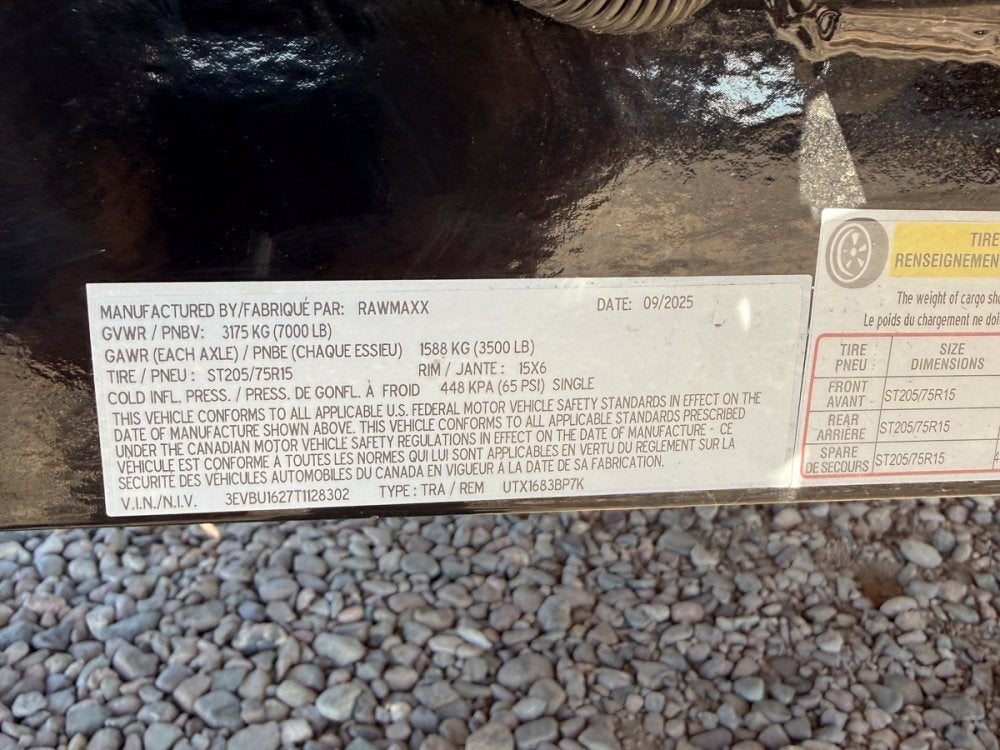 MANUFACTURED BY/FABRIQUÉ PAR: RAWMAXX DATE: 09/2025
GVWR / PNBV: 3175 KG (7000 LB)
GAWR (EACH AXLE) / PNBE (CHAQUE ESSIEU) 1588 KG (3500 LB)
TIRE / PNEU : ST205/75R15 RIM / JANTE : 15X6
COLD INFL. PRESS. / PRESS. DE GONFL. À FROID 448 KPA (65 PSI) SINGLE
THIS VEHICLE CONFORMS TO ALL APPLICABLE U.S. FEDERAL MOTOR VEHICLE SAFETY STANDARDS IN EFFECT ON THE
DATE OF MANUFACTURE SHOWN ABOVE. THIS VEHICLE CONFORMS TO ALL APPLICABLE STANDARDS PRESCRIBED
UNDER THE CANADIAN MOTOR VEHICLE SAFETY REGULATIONS IN EFFECT ON THE DATE OF MANUFACTURE - CE
VÉHICULE EST CONFORME À TOUTES LES NORMES QUI LUI SONT APPLICABLES EN VERTU DU RÈGLEMENT SUR LA
SÉCURITÉ DES VÉHICULES AUTOMOBILES DU CANADA EN VIGUEUR À LA DATE DE SA FABRICATION.
V.I.N./N.I.V. 3EVBU1627T1128302 TYPE : TRA / REM UTX1683BP7K
TIRE
RENSEIGNEMEN
The weight of cargo sho
Le poids du chargement ne doi
TIRE SIZE
PNEU : DIMENSIONS
FRONT
AVANT ST205/75R15
REAR
ARRIÈRE ST205/75R15
SPARE
DE SECOURS ST205/75R15